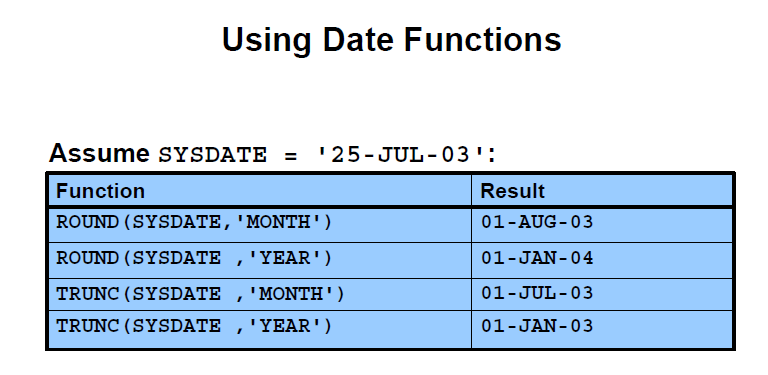 Using Date Functions
Assume SYSDATE = '25-JUL-03':
Function Result
ROUND(SYSDATE,'MONTH') 01-AUG-03
ROUND(SYSDATE ,'YEAR') 01-JAN-04
TRUNC(SYSDATE ,'MONTH') 01-JUL-03
TRUNC(SYSDATE ,'YEAR') 01-JAN-03